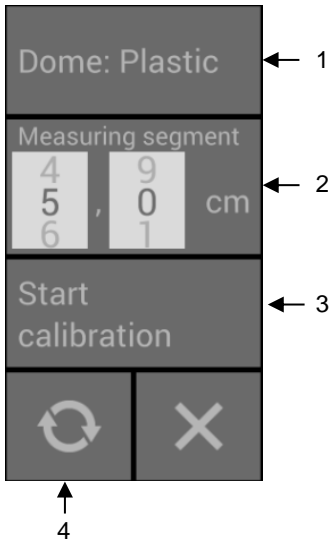 Dome: Plastic
1
Measuring segment
4 9
5 , 0 cm
6 1
2
Start
calibration
3
4